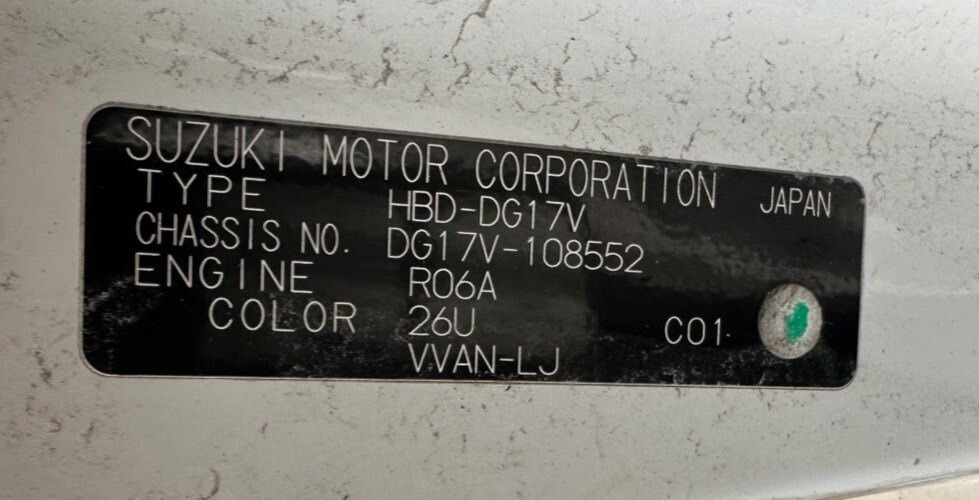 SUZUKI MOTOR CORPORATION JAPAN
TYPE HBD-DG17V
CHASSIS NO. DG17V-108552
ENGINE R06A
COLOR 26U C01
VVAN-LJ